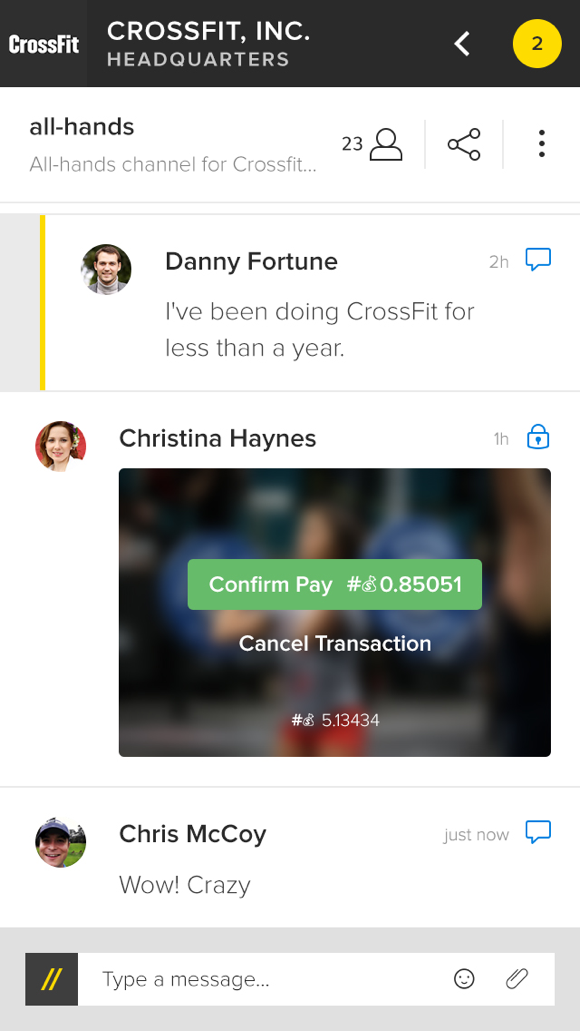 CrossFit
CROSSFIT, INC.
HEADQUARTERS
2
all-hands
23
All-hands channel for Crossfit...
Danny Fortune
2h
I've been doing CrossFit for
less than a year.
Christina Haynes
1h
Confirm Pay #💰0.85051
Cancel Transaction
#💰 5.13434
Chris McCoy
just now
Wow! Crazy
// Type a message...